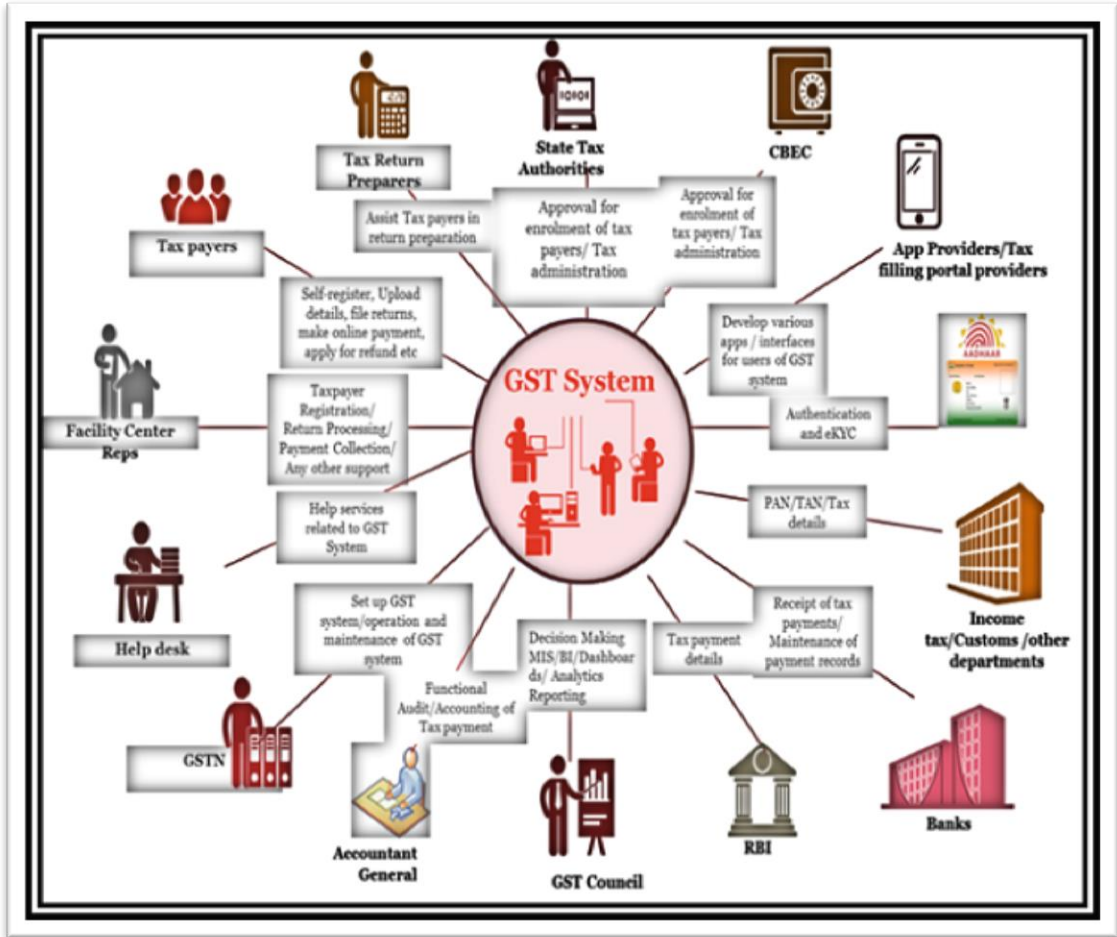 Tax Return
Preparers
State Tax
Authorities
CBEC
Tax payers
Assist Tax payers in
return preparation
Approval for
enrolment of tax
payers/ Tax
administration
Approval for
enrolment of
tax payers/ Tax
administration
App Providers/Tax
filling portal providers
Self-register, Upload
details, file returns,
make online payment,
apply for refund etc
Develop various
apps / interfaces
for users of GST
system
AADHAAR
GST System
Facility Center
Reps
Taxpayer
Registration/
Return Processing/
Payment Collection/
Any other support
Authentication
and eKYC
Help services
related to GST
System
PAN/TAN/Tax
details
Help desk
Set up GST
system/operation and
maintenance of GST
system
Decision Making
MIS/BI/Dashboar
ds/ Analytics
Reporting
Tax payment
details
Receipt of tax
payments/
Maintenance of
payment records
Income
tax/Customs /other
departments
Functional
Audit/Accounting of
Tax payment
GSTN
Accountant
General
GST Council
RBI
Banks